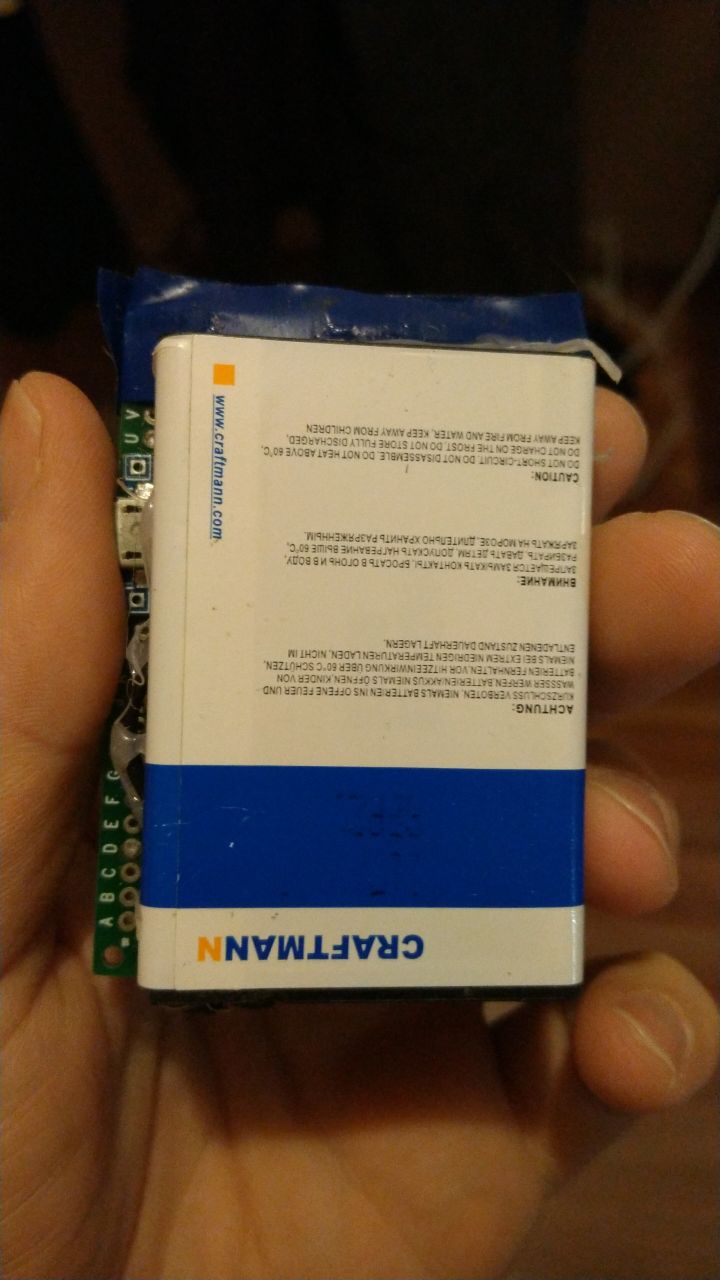 CRAFTMANN
ACHTUNG:
KURZSCHLUSS VERBOTEN, NIEMALS BATTERIEN INS OFFENE FEUER UND
WASSSER WERFEN. BATTERIEN/AKKUS NIEMALS ÖFFNEN, KINDER VON
BATTERIEN FERNHALTEN, VOR HITZEEINWIRKUNG ÜBER 60°C SCHÜTZEN,
NIEMALS BEI EXTREM NIEDRIGEN TEMPERATUREN LADEN, NICHT IM
ENTLADENEN ZUSTAND DAUERHAFT LAGERN.
ВНИМАНИЕ:
ЗАПРЕЩАЕТСЯ ЗАМЫКАТЬ КОНТАКТЫ, БРОСАТЬ В ОГОНЬ И В ВОДУ,
РАЗБИРАТЬ, ДАВАТЬ ДЕТЯМ, ДОПУСКАТЬ НАГРЕВАНИЕ ВЫШЕ 60°C,
ЗАРЯЖАТЬ НА МОРОЗЕ, ДЛИТЕЛЬНО ХРАНИТЬ РАЗРЯЖЕННЫМ.
CAUTION:
DO NOT SHORT-CIRCUIT, DO NOT DISASSEMBLE, DO NOT HEAT ABOVE 60°C,
DO NOT CHARGE ON THE FROST, DO NOT STORE FULLY DISCHARGED,
KEEP AWAY FROM FIRE AND WATER, KEEP AWAY FROM CHILDREN
www.craftmann.com
A B C D E F G
U V